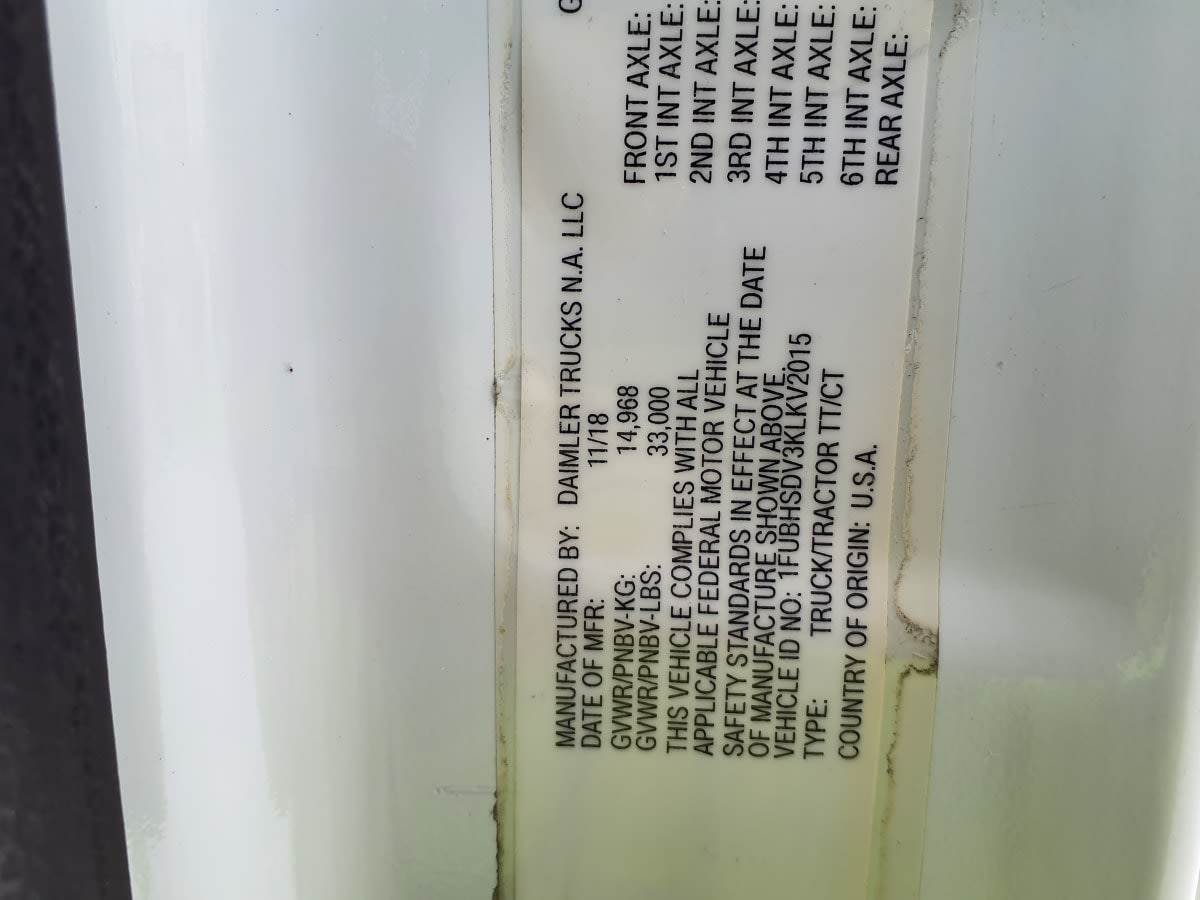 MANUFACTURED BY: DAIMLER TRUCKS N.A. LLC
DATE OF MFR: 11/18
GVWR/PNBV-KG: 14,968
GVWR/PNBV-LBS: 33,000
THIS VEHICLE COMPLIES WITH ALL
APPLICABLE FEDERAL MOTOR VEHICLE
SAFETY STANDARDS IN EFFECT AT THE DATE
OF MANUFACTURE SHOWN ABOVE.
VEHICLE ID NO: 1FUBHSDV3KLKV2015
TYPE: TRUCK/TRACTOR TT/CT
COUNTRY OF ORIGIN: U.S.A.
G
FRONT AXLE:
1ST INT AXLE:
2ND INT AXLE:
3RD INT AXLE:
4TH INT AXLE:
5TH INT AXLE:
6TH INT AXLE:
REAR AXLE: